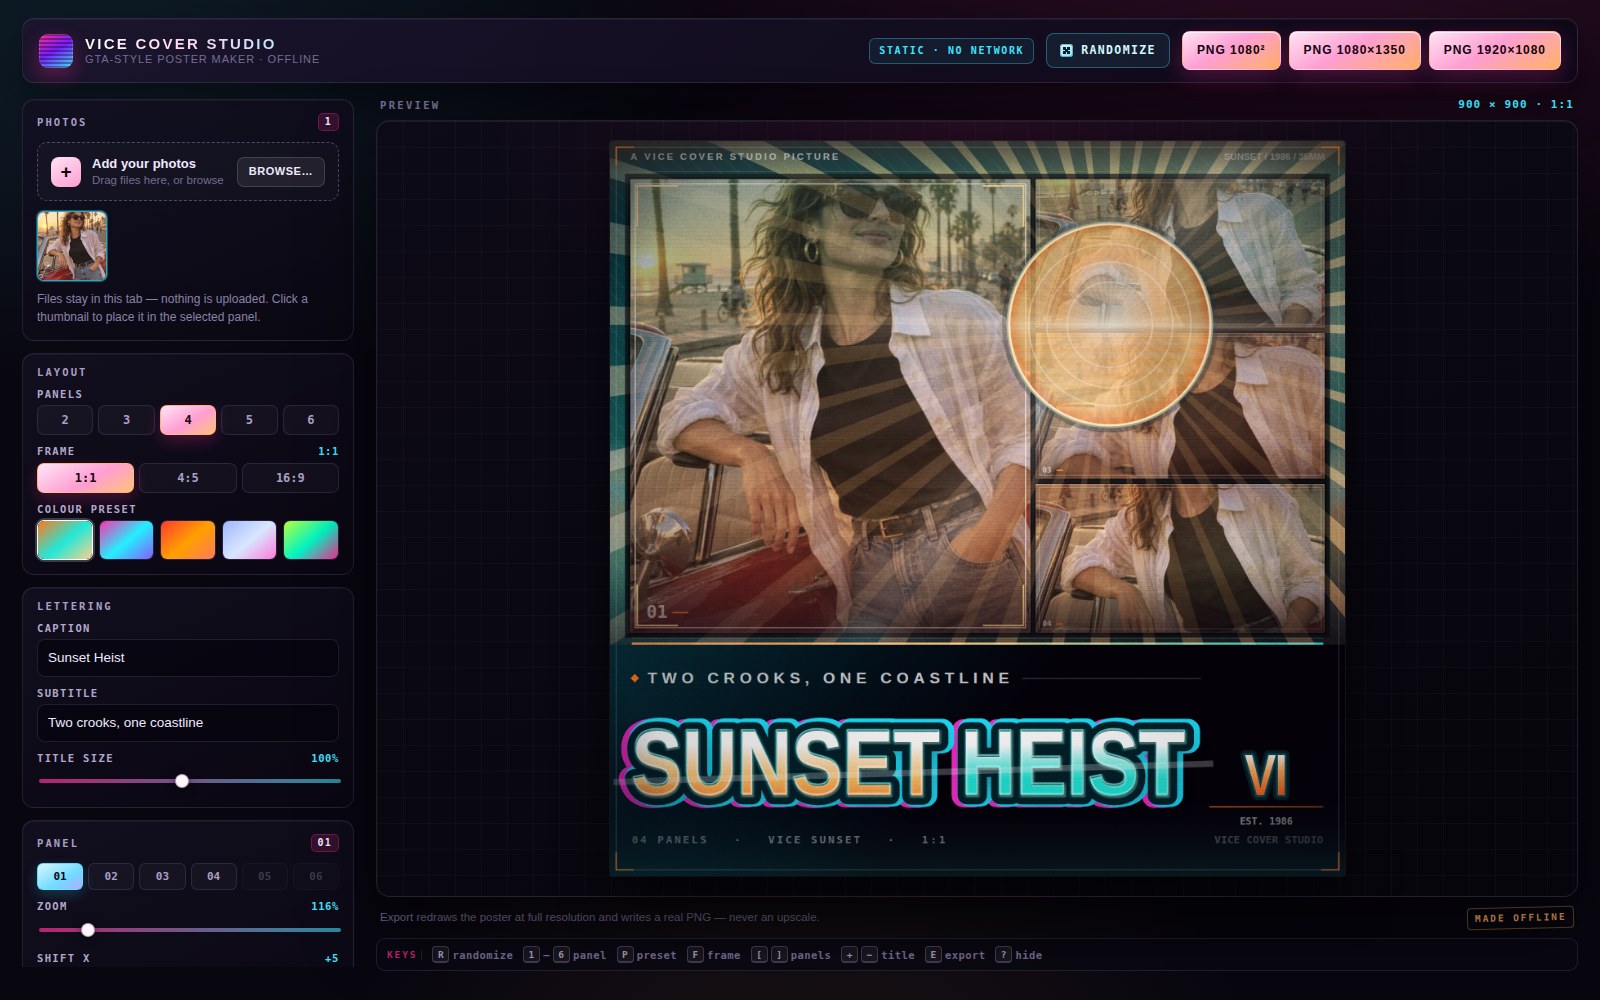 VICE COVER STUDIO
GTA-STYLE POSTER MAKER · OFFLINE
STATIC · NO NETWORK
RANDOMIZE
PNG 1080²
PNG 1080×1350
PNG 1920×1080
PHOTOS
1
Add your photos
Drag files here, or browse
BROWSE…
Files stay in this tab — nothing is uploaded. Click a
thumbnail to place it in the selected panel.
LAYOUT
PANELS
2 3 4 5 6
FRAME 1:1
1:1 4:5 16:9
COLOUR PRESET
LETTERING
CAPTION
Sunset Heist
SUBTITLE
Two crooks, one coastline
TITLE SIZE 100%
PANEL 01
01 02 03 04 05 06
ZOOM 116%
SHIFT X +5
PREVIEW
900 × 900 · 1:1
A VICE COVER STUDIO PICTURE
SUNSET / 1986 / 35MM
01
03
04
TWO CROOKS, ONE COASTLINE
SUNSET HEIST
VI
EST. 1986
04 PANELS · VICE SUNSET · 1:1
VICE COVER STUDIO
Export redraws the poster at full resolution and writes a real PNG — never an upscale.
MADE OFFLINE
KEYS R randomize 1 – 6 panel P preset F frame [ ] panels + − title E export ? hide